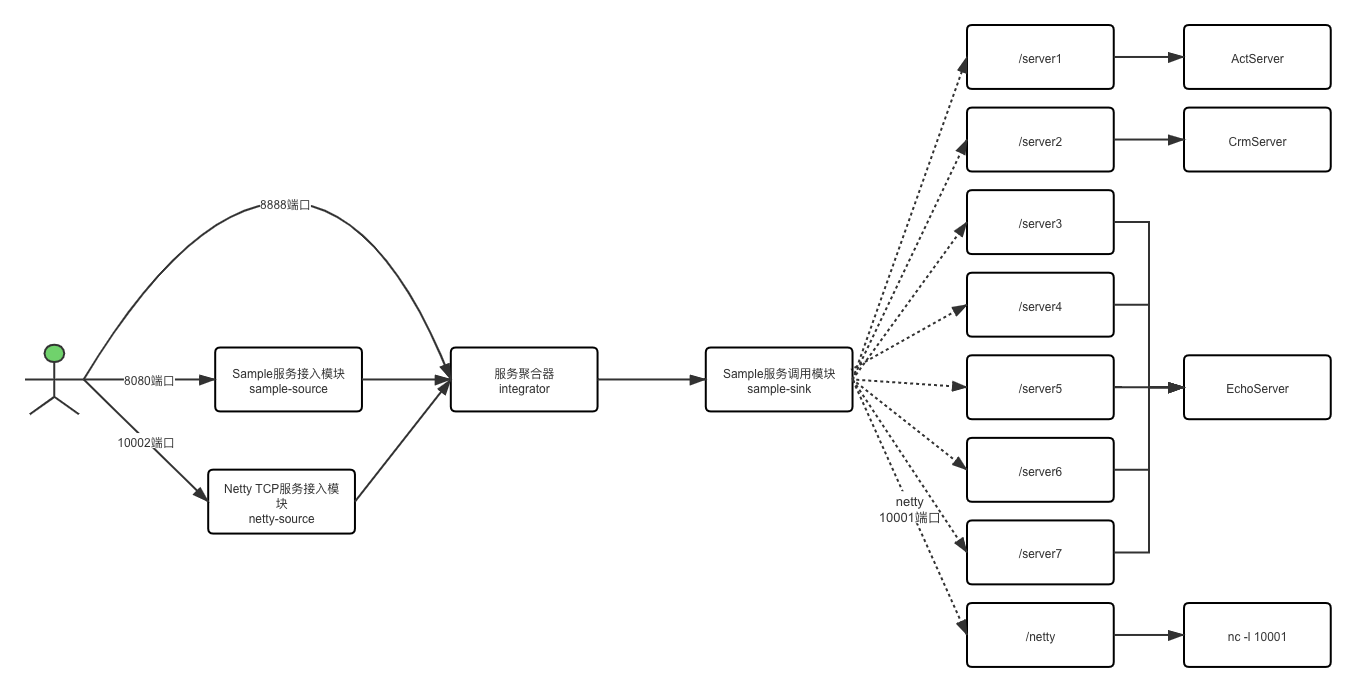 8888端口
8080端口
10002端口
Sample服务接入模块
sample-source
Netty TCP服务接入模
块
netty-source
服务聚合器
integrator
Sample服务调用模块
sample-sink
netty
10001端口
/server1
ActServer
/server2
CrmServer
/server3
/server4
/server5
EchoServer
/server6
/server7
/netty
nc -l 10001